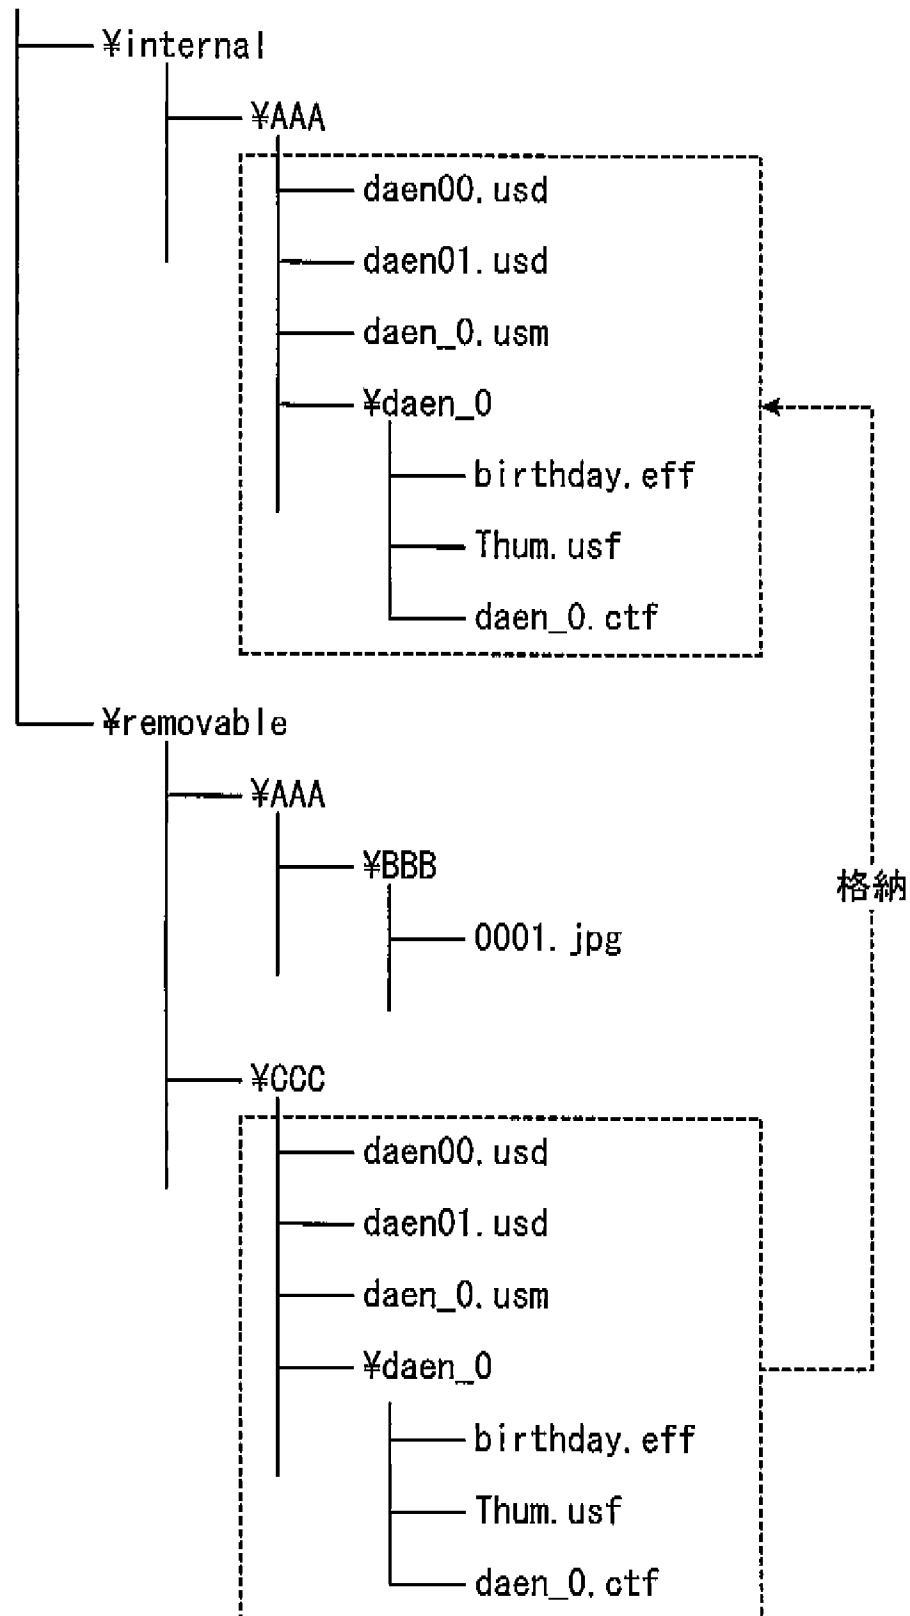 ¥internal
¥AAA
daen00.usd
daen01.usd
daen_0.usm
¥daen_0
birthday.eff
Thum.usf
daen_0.ctf
¥removable
¥AAA
¥BBB
格納
0001.jpg
¥CCC
daen00.usd
daen01.usd
daen_0.usm
¥daen_0
birthday.eff
Thum.usf
daen_0.ctf